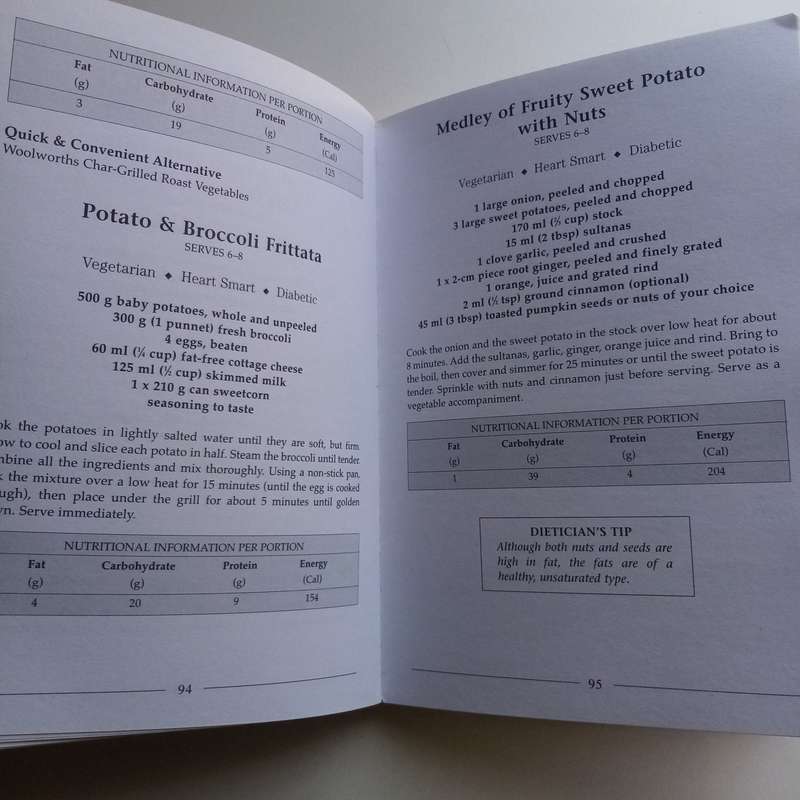 NUTRITIONAL INFORMATION PER PORTION
Fat Carbohydrate Protein Energy
(g) (g) (g) (Cal)
3 19 5 125
Quick & Convenient Alternative
Woolworths Char-Grilled Roast Vegetables
Potato & Broccoli Frittata
SERVES 6–8
Vegetarian ◆ Heart Smart ◆ Diabetic
500 g baby potatoes, whole and unpeeled
300 g (1 punnet) fresh broccoli
4 eggs, beaten
60 ml (¼ cup) fat-free cottage cheese
125 ml (½ cup) skimmed milk
1 x 210 g can sweetcorn
seasoning to taste
ok the potatoes in lightly salted water until they are soft, but firm.
ow to cool and slice each potato in half. Steam the broccoli until tender.
mbine all the ingredients and mix thoroughly. Using a non-stick pan,
k the mixture over a low heat for 15 minutes (until the egg is cooked
ugh), then place under the grill for about 5 minutes until golden
wn. Serve immediately.
NUTRITIONAL INFORMATION PER PORTION
Fat Carbohydrate Protein Energy
(g) (g) (g) (Cal)
4 20 9 154
94
Medley of Fruity Sweet Potato
with Nuts
SERVES 6–8
Vegetarian ◆ Heart Smart ◆ Diabetic
1 large onion, peeled and chopped
3 large sweet potatoes, peeled and chopped
170 ml (⅔ cup) stock
15 ml (2 tbsp) sultanas
1 clove garlic, peeled and crushed
1 x 2-cm piece root ginger, peeled and finely grated
1 orange, juice and grated rind
2 ml (½ tsp) ground cinnamon (optional)
45 ml (3 tbsp) toasted pumpkin seeds or nuts of your choice
Cook the onion and the sweet potato in the stock over low heat for about
8 minutes. Add the sultanas, garlic, ginger, orange juice and rind. Bring to
the boil, then cover and simmer for 25 minutes or until the sweet potato is
tender. Sprinkle with nuts and cinnamon just before serving. Serve as a
vegetable accompaniment.
NUTRITIONAL INFORMATION PER PORTION
Fat Carbohydrate Protein Energy
(g) (g) (g) (Cal)
1 39 4 204
DIETICIAN'S TIP
Although both nuts and seeds are
high in fat, the fats are of a
healthy, unsaturated type.
95